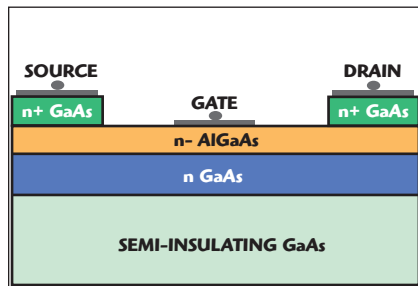 SOURCE
DRAIN
n+ GaAs
GATE
n+ GaAs
n- AlGaAs
n GaAs
SEMI-INSULATING GaAs